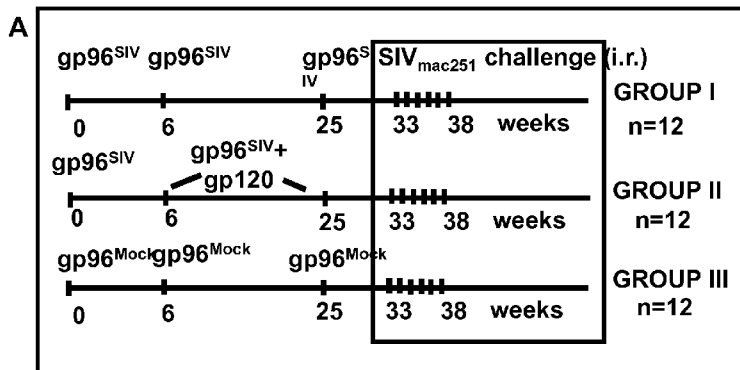 A
gp96SIV gp96SIV gp96S IV SIVmac251 challenge (i.r.)
0 6 25 33 38 weeks GROUP I
n=12
gp96SIV gp96SIV+
gp120
0 6 25 33 38 weeks GROUP II
n=12
gp96Mock gp96Mock gp96Mock
0 6 25 33 38 weeks GROUP III
n=12